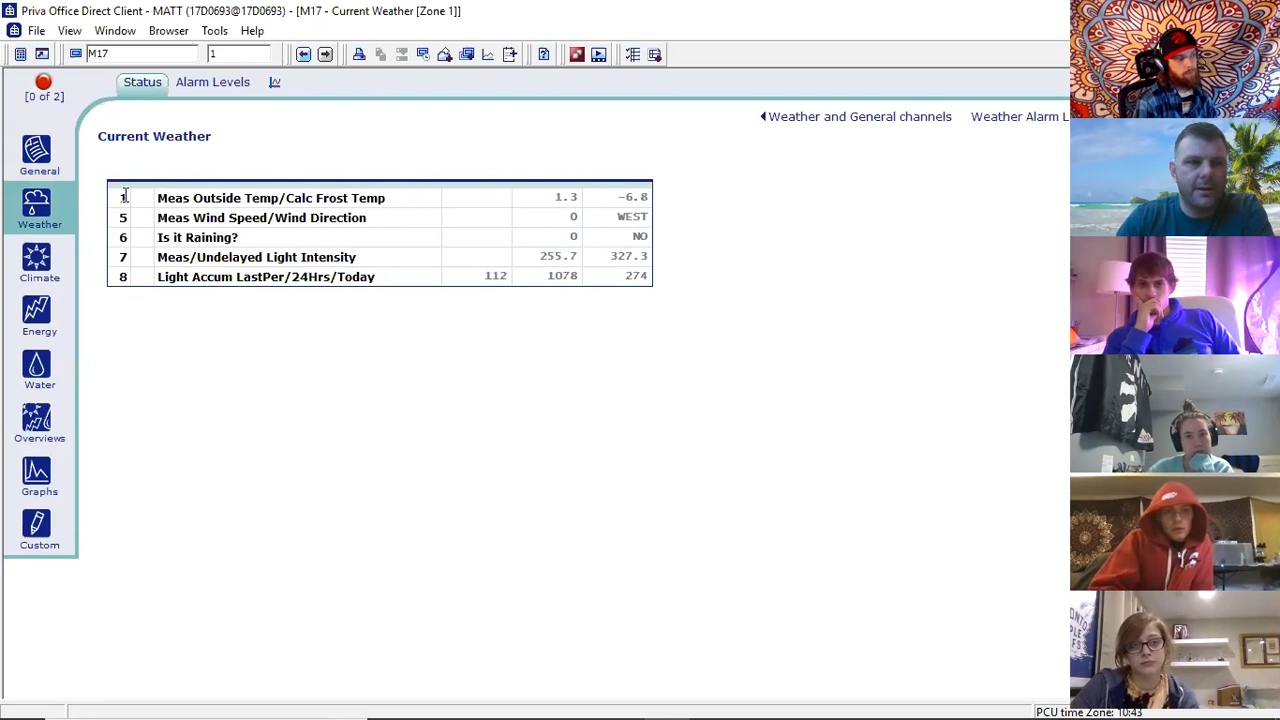 Priva Office Direct Client - MATT (17D0693@17D0693) - [M17 - Current Weather [Zone 1]]
File View Window Browser Tools Help
M17 1
[0 of 2] Status Alarm Levels
Weather and General channels Weather Alarm L
Current Weather
1 Meas Outside Temp/Calc Frost Temp 1.3 -6.8
5 Meas Wind Speed/Wind Direction 0 WEST
6 Is it Raining? 0 NO
7 Meas/Undelayed Light Intensity 327.3
8 Light Accum LastPer/24Hrs/Today 112 1078 274
General
Weather
Climate
Energy
Water
Overviews
Graphs
Custom
PCU time Zone: 10:43